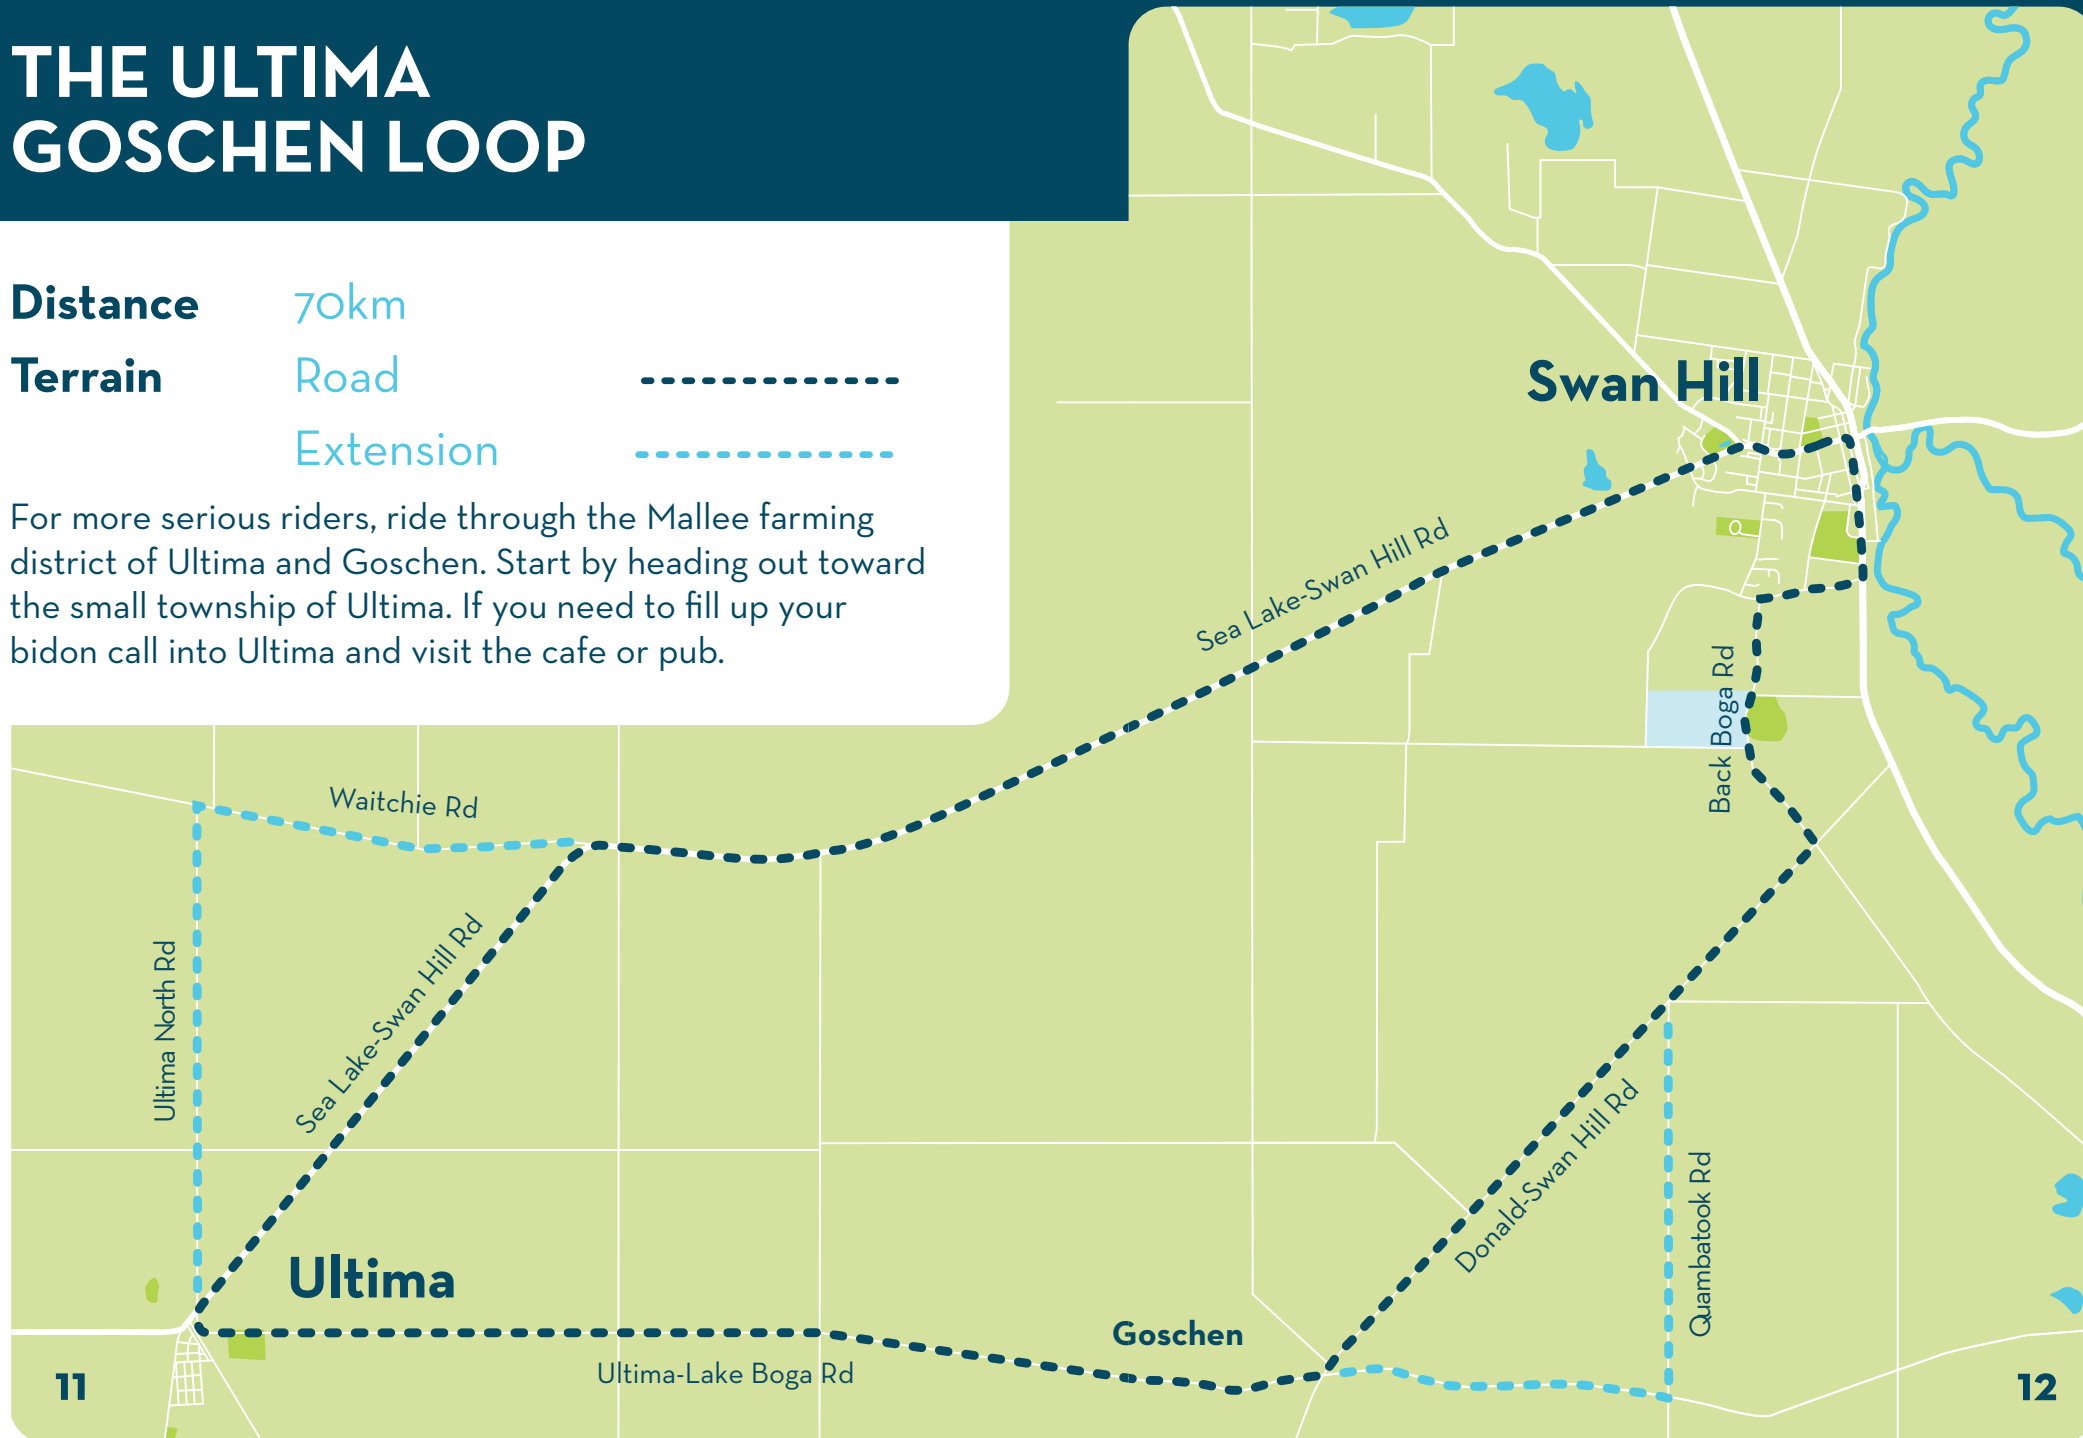 THE ULTIMA
GOSCHEN LOOP
Distance 70km
Terrain Road
Extension
For more serious riders, ride through the Mallee farming
district of Ultima and Goschen. Start by heading out toward
the small township of Ultima. If you need to fill up your
bidon call into Ultima and visit the cafe or pub.
Swan Hill
Sea Lake-Swan Hill Rd
Back Boga Rd
Waitchie Rd
Ultima North Rd
Sea Lake-Swan Hill Rd
Donald-Swan Hill Rd
Quambatook Rd
Ultima
Goschen
Ultima-Lake Boga Rd
11
12